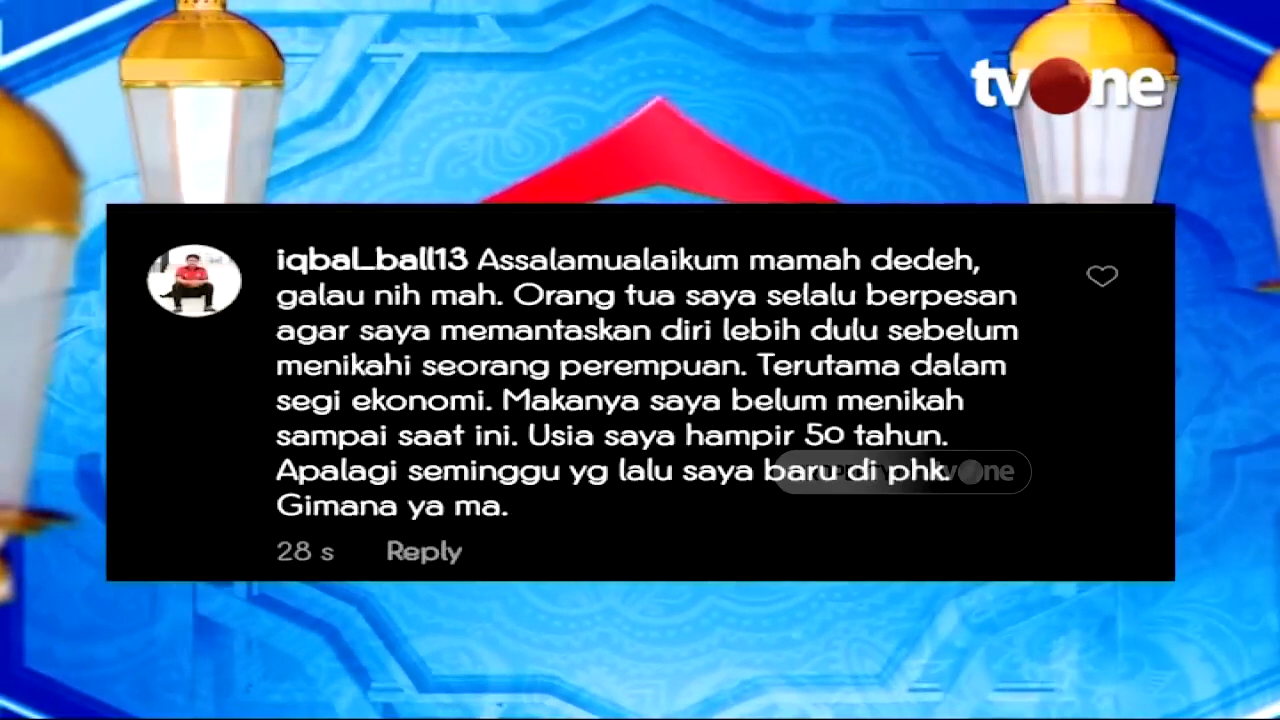 tvOne
iqbal_ball13 Assalamualaikum mamah dedeh,
galau nih mah. Orang tua saya selalu berpesan
agar saya memantaskan diri lebih dulu sebelum
menikahi seorang perempuan. Terutama dalam
segi ekonomi. Makanya saya belum menikah
sampai saat ini. Usia saya hampir 50 tahun.
Apalagi seminggu yg lalu saya baru di phk.
Gimana ya ma.
28 s Reply